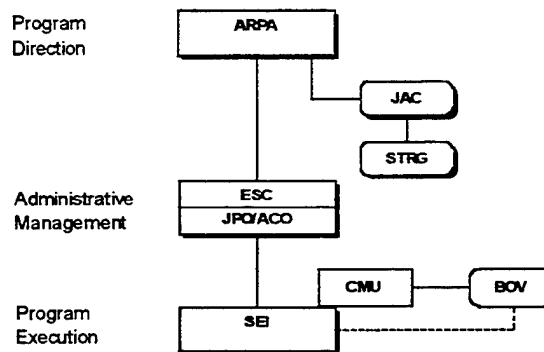 Program
Direction
ARPA
JAC
STRG
Administrative
Management
ESC
JPO/ACO
CMU
BOV
Program
Execution
SEI